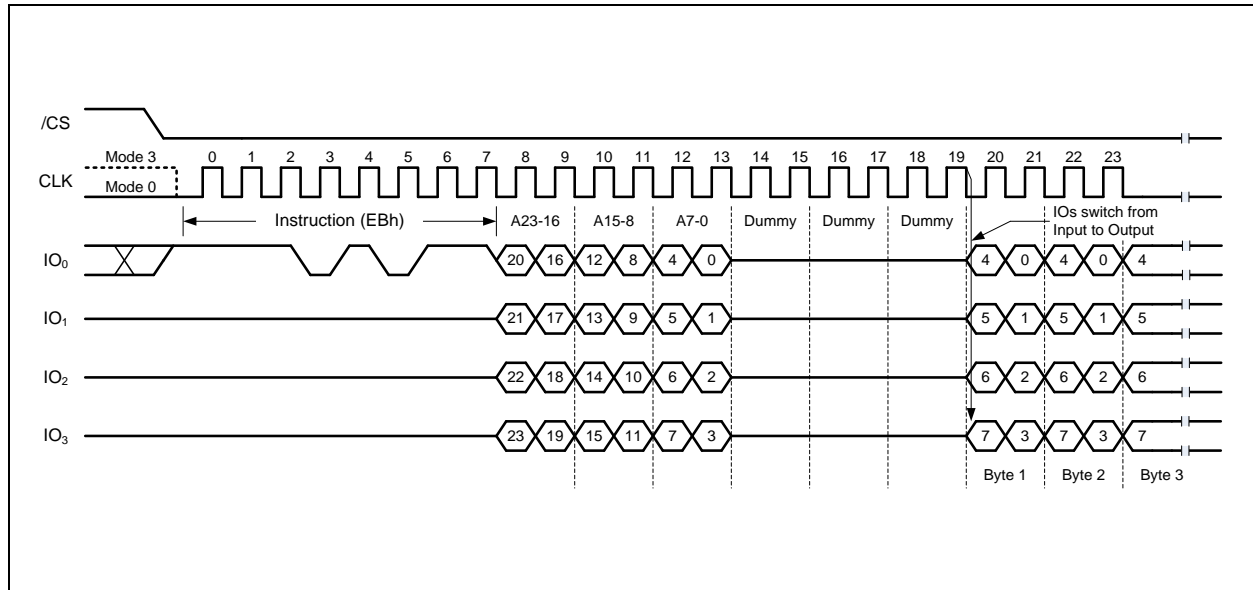 /CS
Mode 3 0 1 2 3 4 5 6 7 8 9 10 11 12 13 14 15 16 17 18 19 20 21 22 23
CLK
Mode 0
Instruction (EBh) A23-16 A15-8 A7-0 Dummy Dummy Dummy IOs switch from
Input to Output
IO₀ 20 16 12 8 4 0 4 0 4 0 4
IO₁ 21 17 13 9 5 1 5 1 5 1 5
IO₂ 22 18 14 10 6 2 6 2 6 2 6
IO₃ 23 19 15 11 7 3 7 3 7 3 7
Byte 1 Byte 2 Byte 3